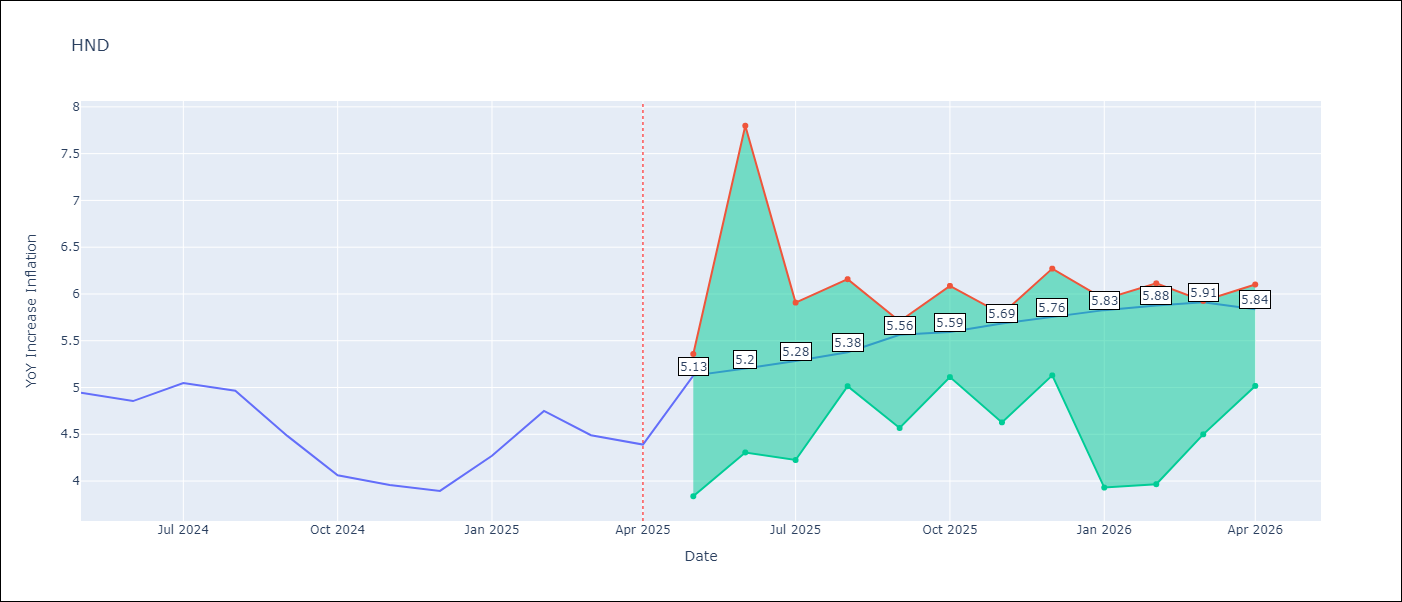 HND
8
7.5
7
6.5
6
5.5
5
4.5
4
YoY Increase Inflation
5.13
5.2
5.28
5.38
5.56
5.59
5.69
5.76
5.83
5.88
5.91
5.84
Jul 2024
Oct 2024
Jan 2025
Apr 2025
Jul 2025
Oct 2025
Jan 2026
Apr 2026
Date